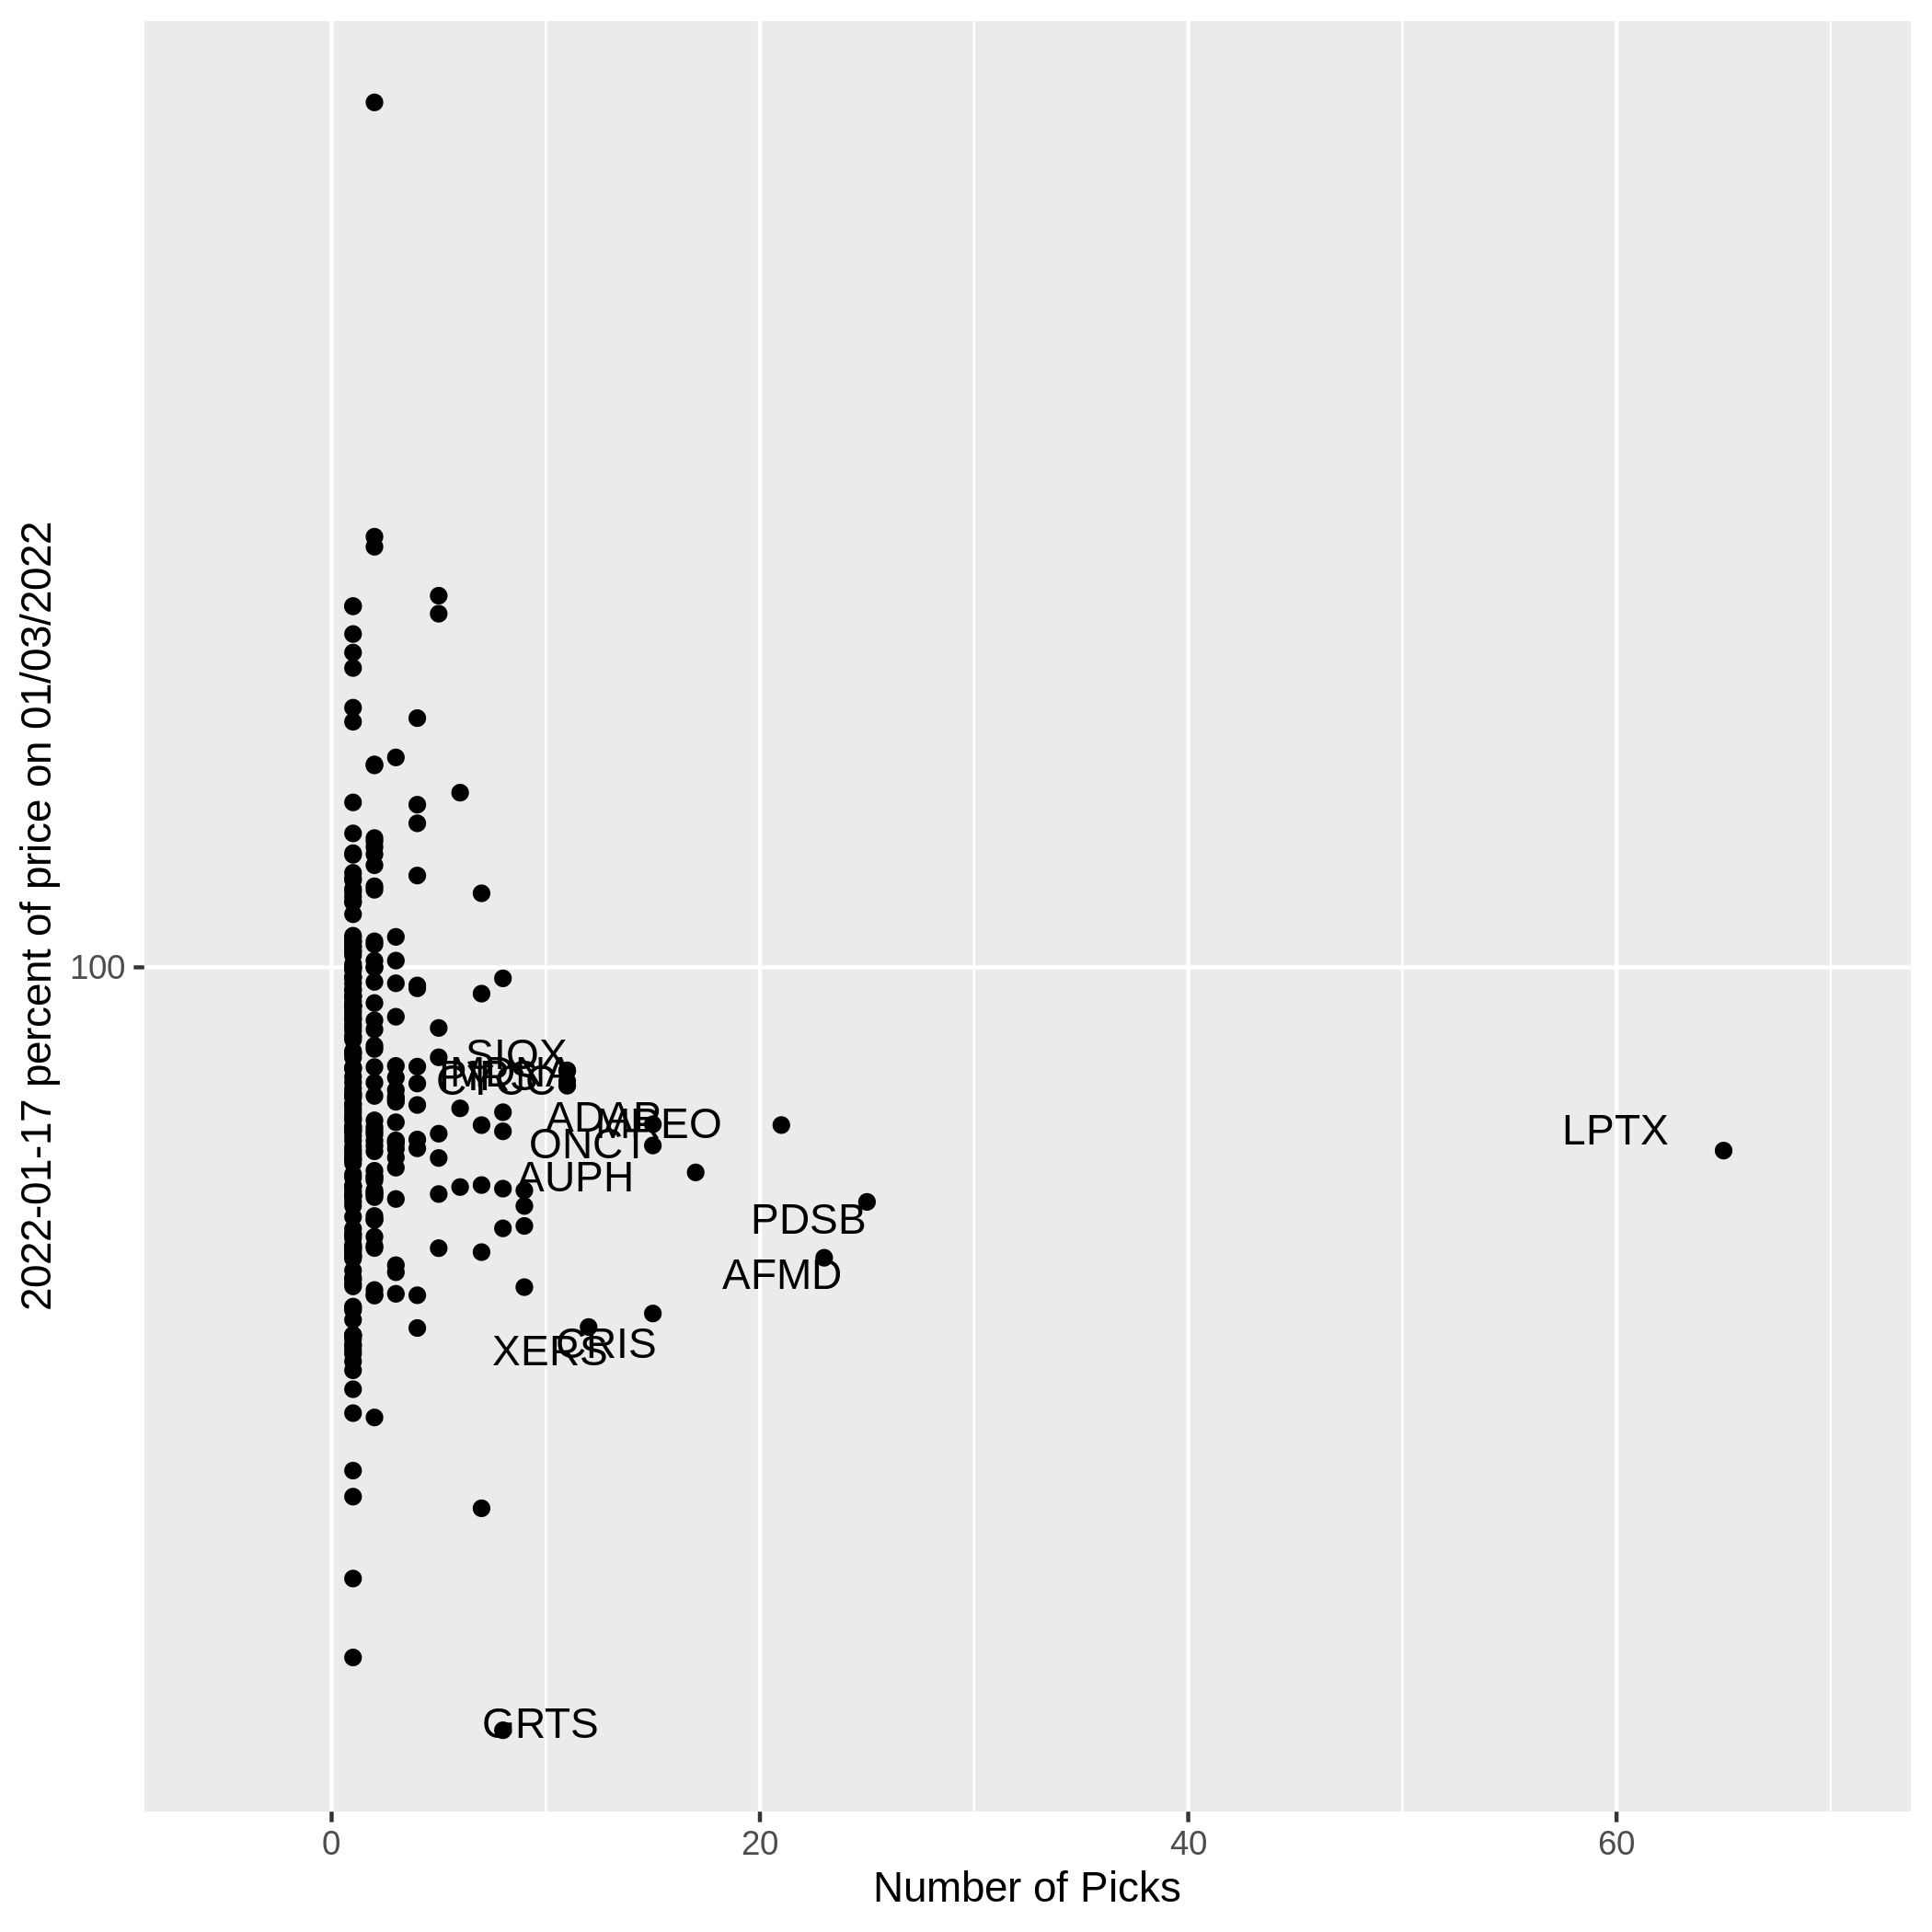 2022-01-17 percent of price on 01/03/2022
100
SIOX
ADAP
MREO
LPTX
ONCT
AUPH
PDSB
AFMD
CRIS
XERS
GRTS
0 20 40 60
Number of Picks